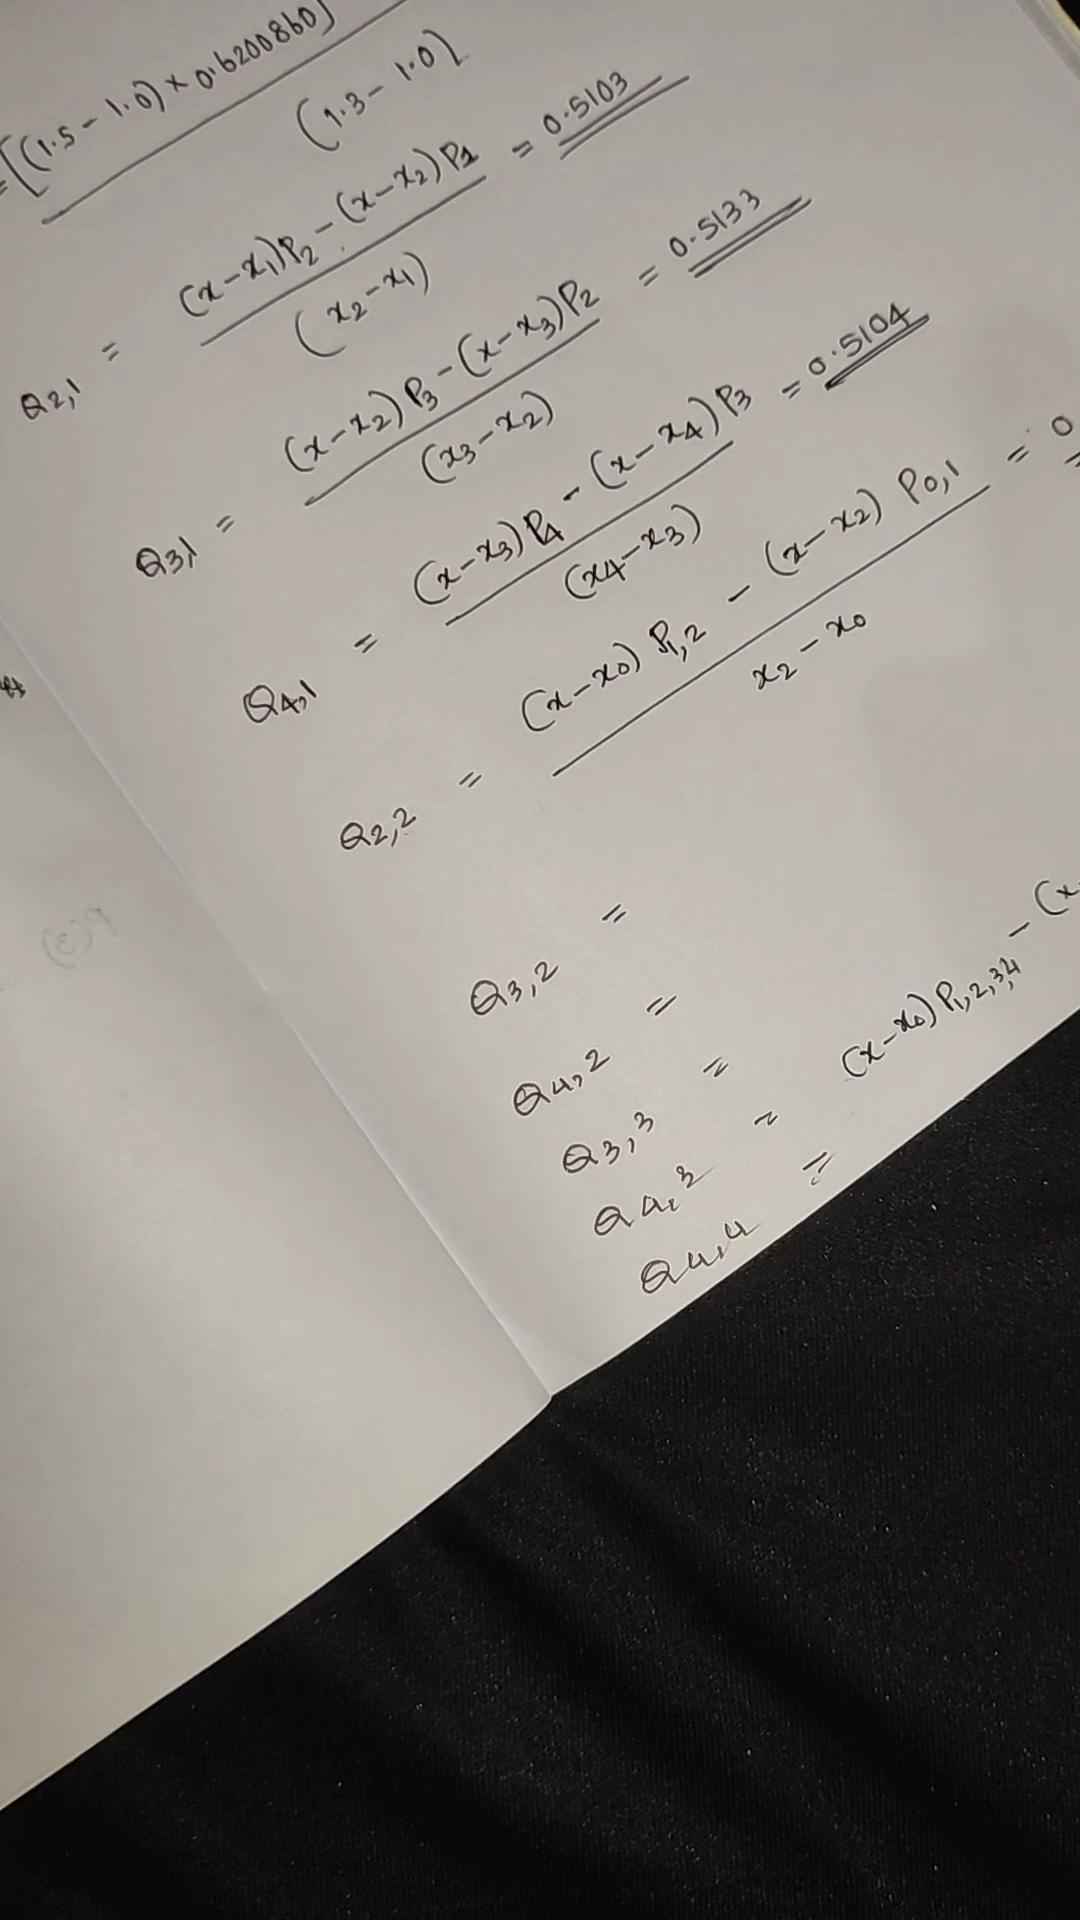 = [(1.5 - 1.0) × 0.6200860]
(1.3 - 1.0)
Q2,1 = (x-x1)P2 - (x-x2)P1 / (x2-x1) = 0.5103
Q3,1 = (x-x2)P3 - (x-x3)P2 / (x3-x2) = 0.5133
Q4,1 = (x-x3)P4 - (x-x4)P3 / (x4-x3) = 0.5104
Q2,2 = (x-x0) P1,2 - (x-x2) P0,1 / x2-x0 = 0
Q3,2 =
Q4,2 =
Q3,3 =
Q4,3 =
Q4,4 = (x-x0)P1,2,3,4 - (x